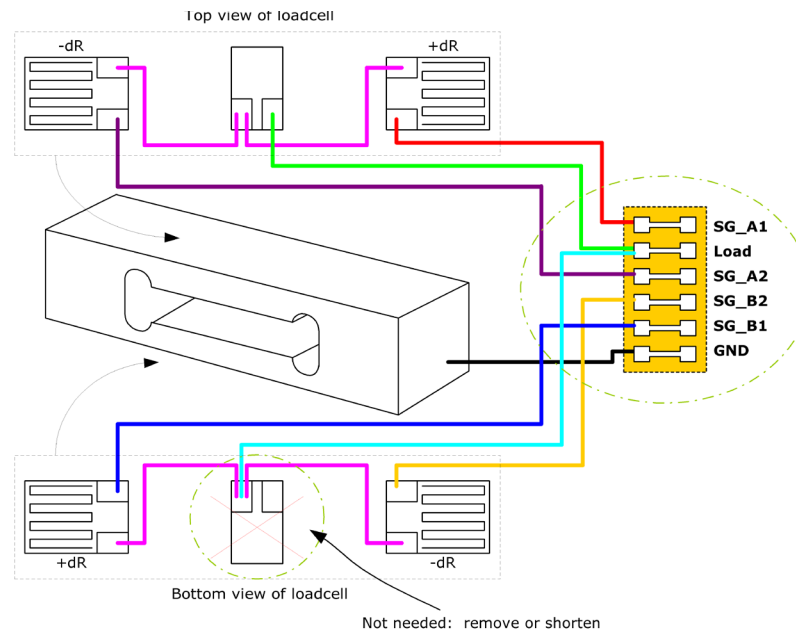 Top view of loadcell
-dR
+dR
SG_A1
Load
SG_A2
SG_B2
SG_B1
GND
+dR
-dR
Bottom view of loadcell
Not needed: remove or shorten